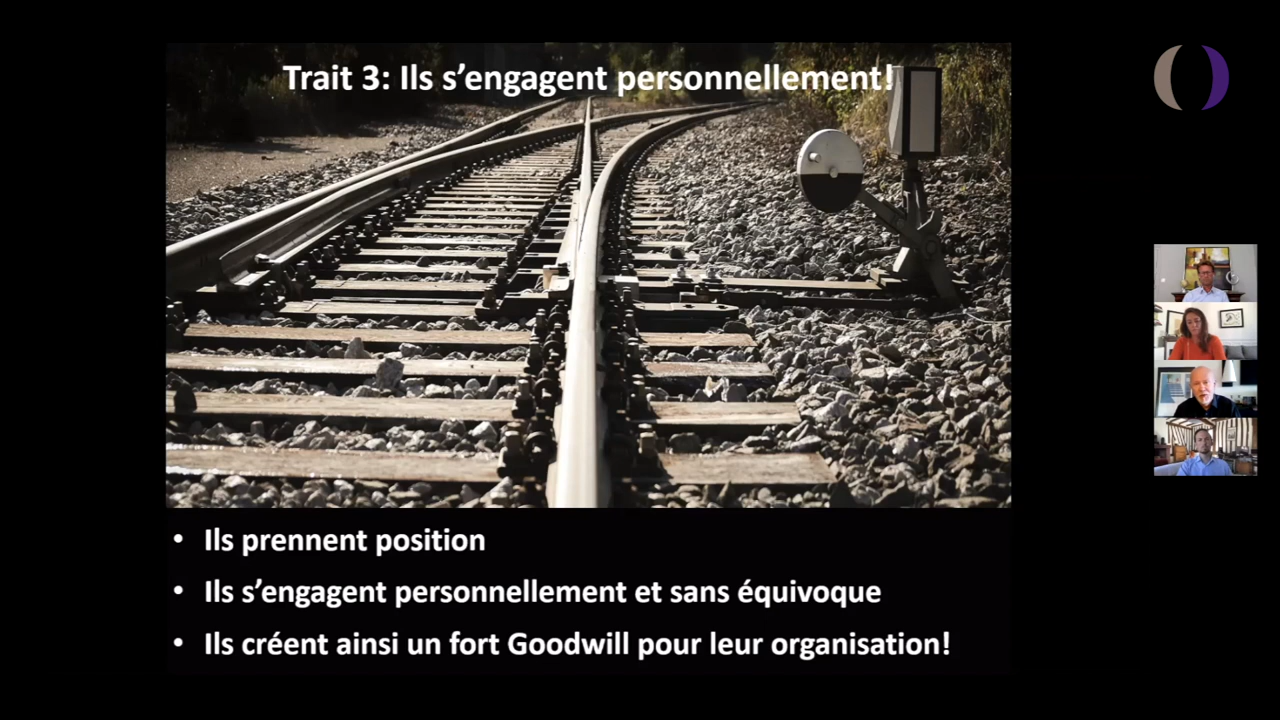 Trait 3: Ils s’engagent personnellement!
• Ils prennent position
• Ils s’engagent personnellement et sans équivoque
• Ils créent ainsi un fort Goodwill pour leur organisation!